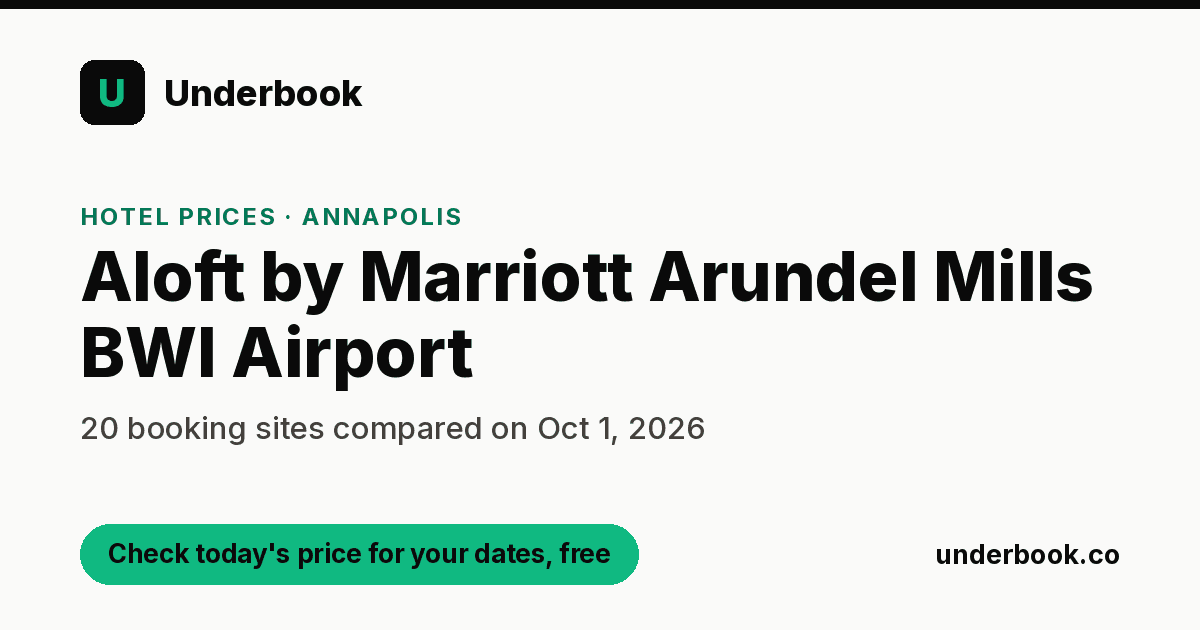 U Underbook
HOTEL PRICES · ANNAPOLIS
Aloft by Marriott Arundel Mills
BWI Airport
20 booking sites compared on Oct 1, 2026
Check today's price for your dates, free
underbook.co